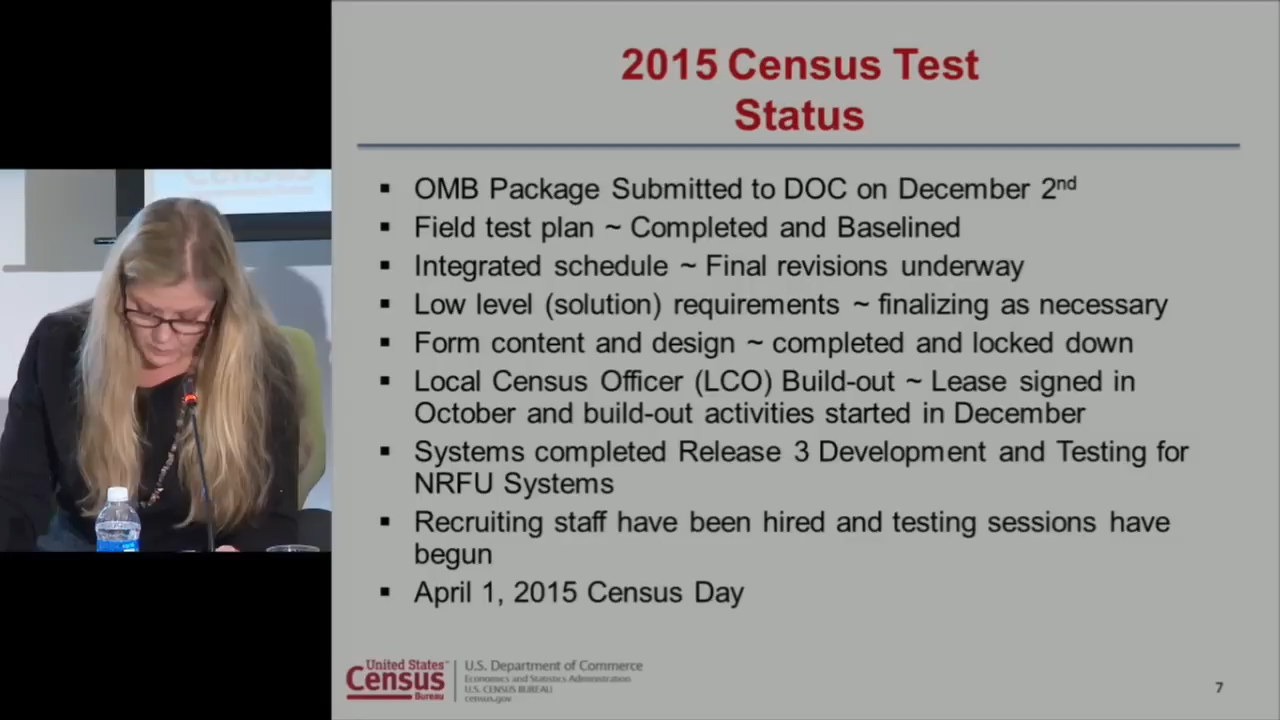 2015 Census Test
Status
▪ OMB Package Submitted to DOC on December 2nd
▪ Field test plan ~ Completed and Baselined
▪ Integrated schedule ~ Final revisions underway
▪ Low level (solution) requirements ~ finalizing as necessary
▪ Form content and design ~ completed and locked down
▪ Local Census Officer (LCO) Build-out ~ Lease signed in
October and build-out activities started in December
▪ Systems completed Release 3 Development and Testing for
NRFU Systems
▪ Recruiting staff have been hired and testing sessions have
begun
▪ April 1, 2015 Census Day
United States
Census
Bureau
U.S. Department of Commerce
Economics and Statistics Administration
U.S. CENSUS BUREAU
census.gov
7
Census